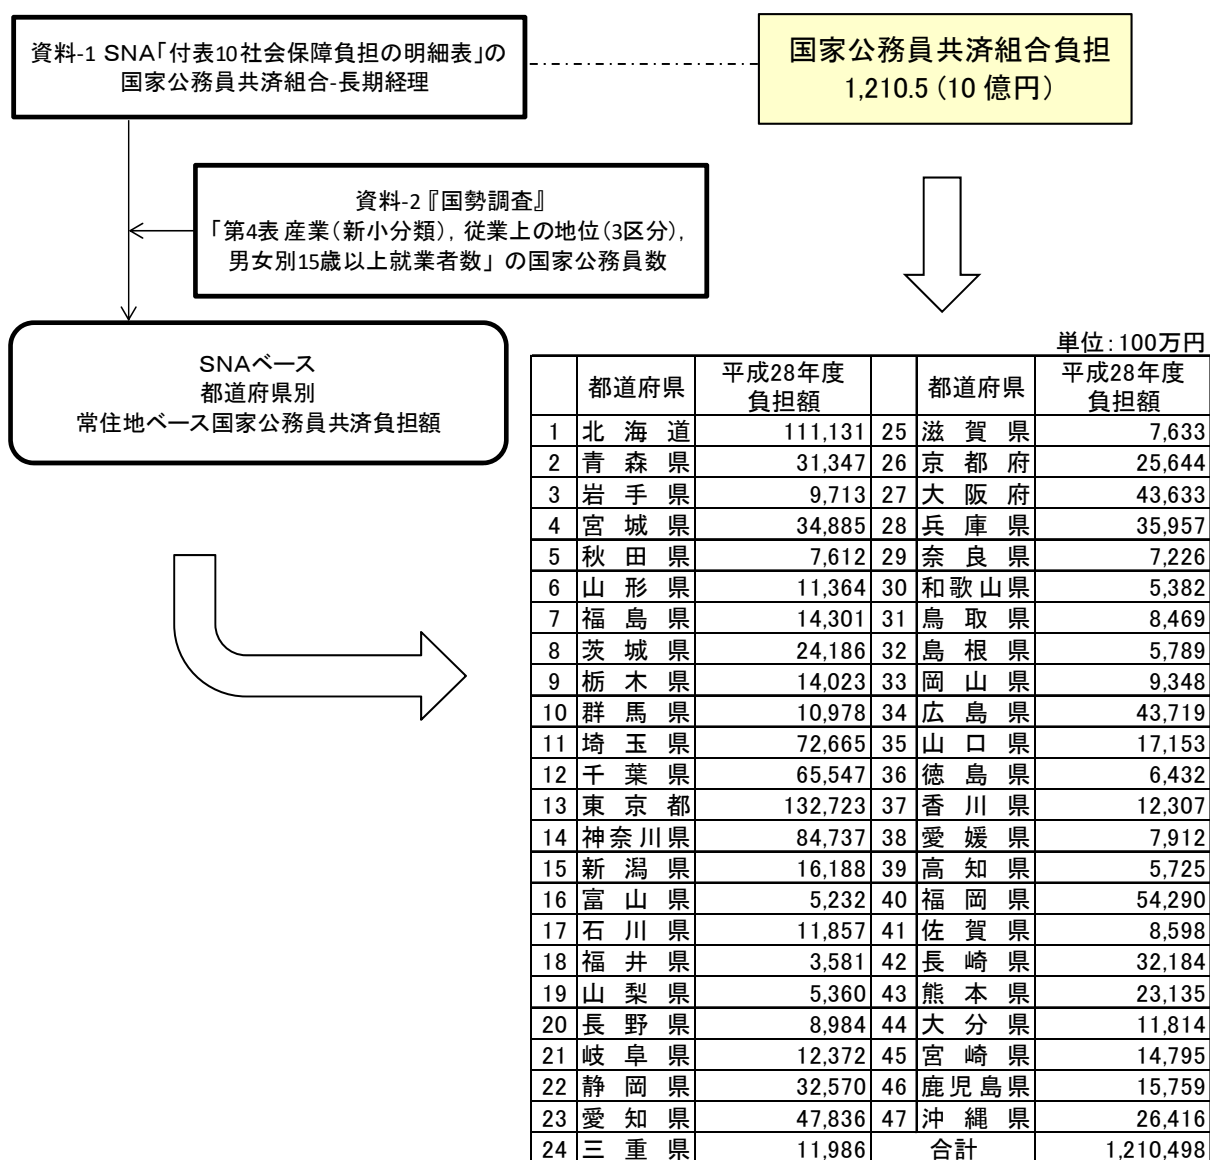 資料-1 SNA「付表10社会保障負担の明細表」の
国家公務員共済組合-長期経理
国家公務員共済組合負担
1,210.5（10 億円）
資料-2『国勢調査』
「第4表 産業（新小分類），従業上の地位（3区分），
男女別15歳以上就業者数」の国家公務員数
SNAベース
都道府県別
常住地ベース国家公務員共済負担額
単位：100万円
都道府県 平成28年度 負担額 都道府県 平成28年度 負担額
1 北海道 111,131 25 滋賀県 7,633
2 青森県 31,347 26 京都府 25,644
3 岩手県 9,713 27 大阪府 43,633
4 宮城県 34,885 28 兵庫県 35,957
5 秋田県 7,612 29 奈良県 7,226
6 山形県 11,364 30 和歌山県 5,382
7 福島県 14,301 31 鳥取県 8,469
8 茨城県 24,186 32 島根県 5,789
9 栃木県 14,023 33 岡山県 9,348
10 群馬県 10,978 34 広島県 43,719
11 埼玉県 72,665 35 山口県 17,153
12 千葉県 65,547 36 徳島県 6,432
13 東京都 132,723 37 香川県 12,307
14 神奈川県 84,737 38 愛媛県 7,912
15 新潟県 16,188 39 高知県 5,725
16 富山県 5,232 40 福岡県 54,290
17 石川県 11,857 41 佐賀県 8,598
18 福井県 3,581 42 長崎県 32,184
19 山梨県 5,360 43 熊本県 23,135
20 長野県 8,984 44 大分県 11,814
21 岐阜県 12,372 45 宮崎県 14,795
22 静岡県 32,570 46 鹿児島県 15,759
23 愛知県 47,836 47 沖縄県 26,416
24 三重県 11,986 合計 1,210,498